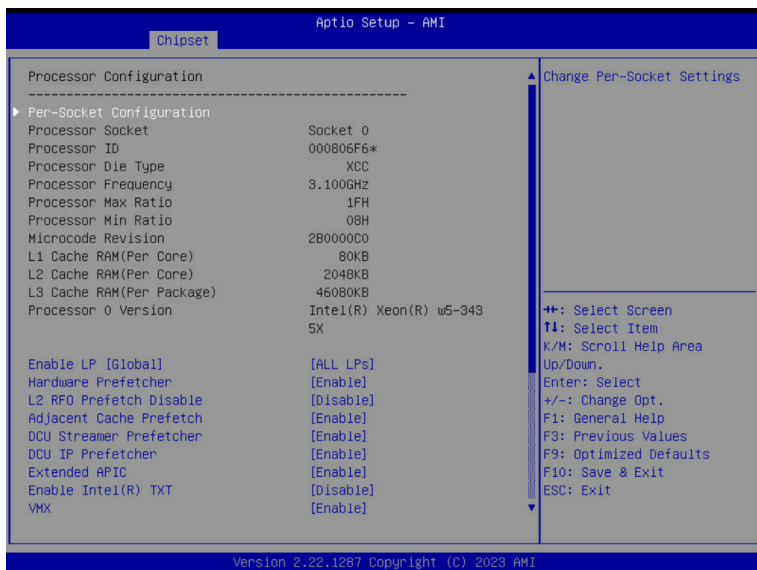 Aptio Setup – AMI
Chipset
Processor Configuration
--------------------------------------------------
Per-Socket Configuration
Processor Socket Socket 0
Processor ID 000806F6*
Processor Die Type XCC
Processor Frequency 3.100GHz
Processor Max Ratio 1FH
Processor Min Ratio 08H
Microcode Revision 2B0000C0
L1 Cache RAM(Per Core) 80KB
L2 Cache RAM(Per Core) 2048KB
L3 Cache RAM(Per Package) 46080KB
Processor 0 Version Intel(R) Xeon(R) w5-343
5X
Enable LP [Global] [ALL LPs]
Hardware Prefetcher [Enable]
L2 RFO Prefetch Disable [Disable]
Adjacent Cache Prefetch [Enable]
DCU Streamer Prefetcher [Enable]
DCU IP Prefetcher [Enable]
Extended APIC [Enable]
Enable Intel(R) TXT [Disable]
VMX [Enable]
Change Per-Socket Settings
→←: Select Screen
↑↓: Select Item
K/M: Scroll Help Area
Up/Down.
Enter: Select
+/-: Change Opt.
F1: General Help
F3: Previous Values
F9: Optimized Defaults
F10: Save & Exit
ESC: Exit
Version 2.22.1287 Copyright (C) 2023 AMI